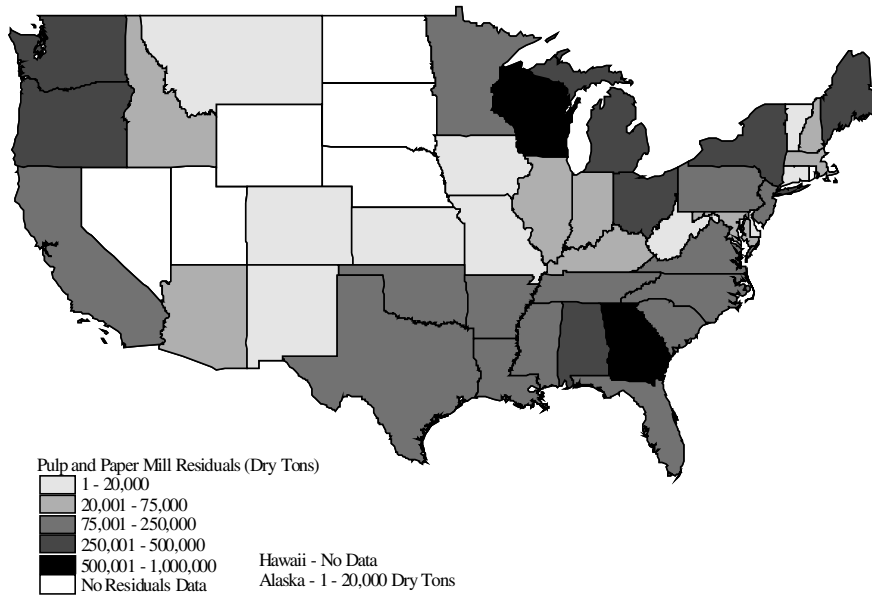 Pulp and Paper Mill Residuals (Dry Tons)
1 - 20,000
20,001 - 75,000
75,001 - 250,000
250,001 - 500,000
500,001 - 1,000,000
No Residuals Data
Hawaii - No Data
Alaska - 1 - 20,000 Dry Tons